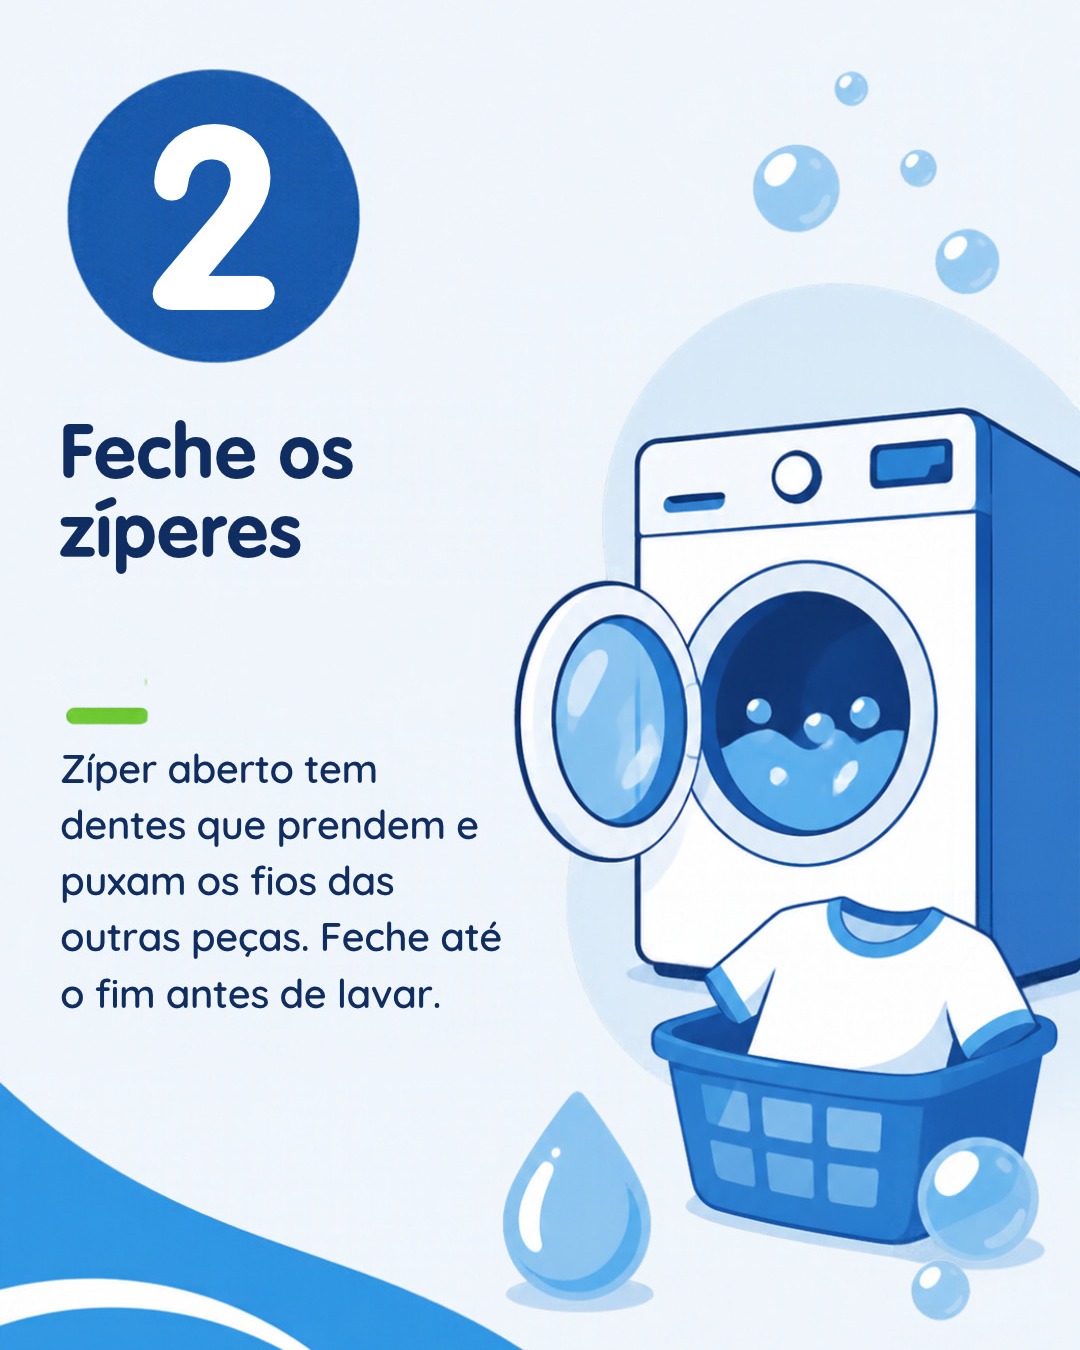 2
Feche os
zíperes
Zíper aberto tem
dentes que prendem e
puxam os fios das
outras peças. Feche até
o fim antes de lavar.